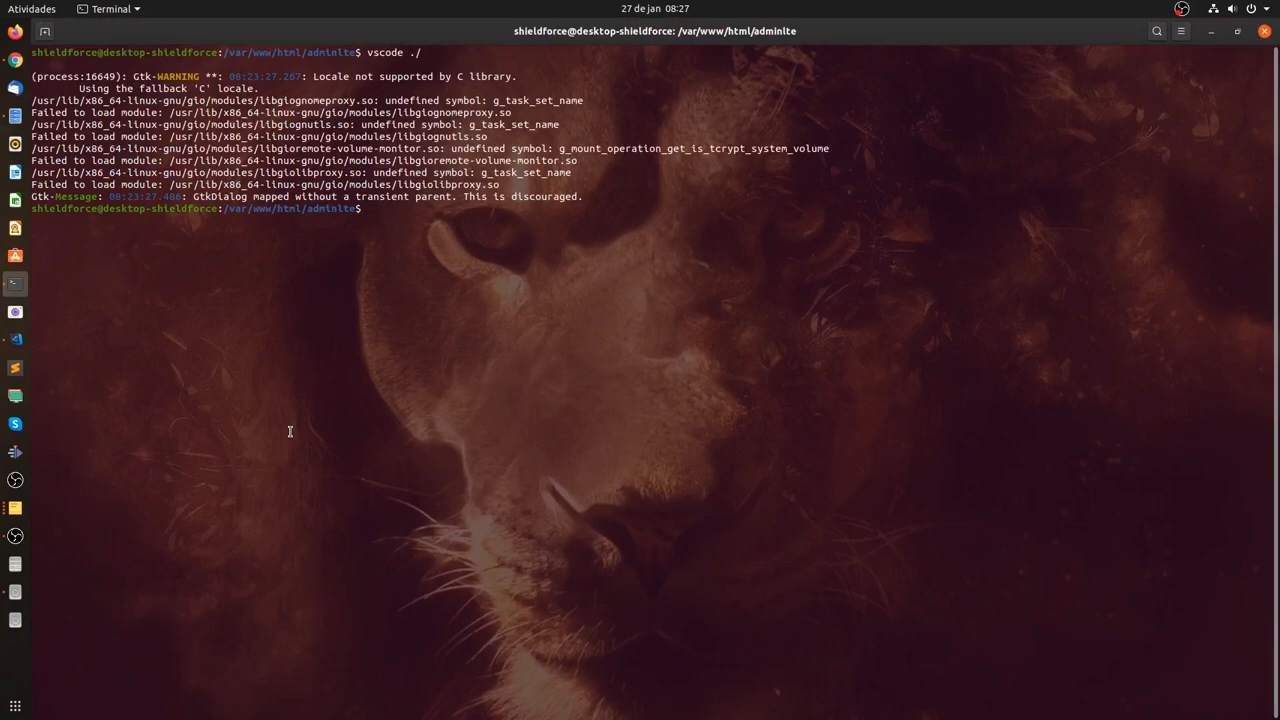 Atividades
Terminal
27 de jan  08:27
shieldforce@desktop-shieldforce: /var/www/html/adminlte
shieldforce@desktop-shieldforce:/var/www/html/adminlte$ vscode ./
(process:16649): Gtk-WARNING **: 08:23:27.267: Locale not supported by C library.
        Using the fallback 'C' locale.
/usr/lib/x86_64-linux-gnu/gio/modules/libgiognomeproxy.so: undefined symbol: g_task_set_name
Failed to load module: /usr/lib/x86_64-linux-gnu/gio/modules/libgiognomeproxy.so
/usr/lib/x86_64-linux-gnu/gio/modules/libgiognutls.so: undefined symbol: g_task_set_name
Failed to load module: /usr/lib/x86_64-linux-gnu/gio/modules/libgiognutls.so
/usr/lib/x86_64-linux-gnu/gio/modules/libgioremote-volume-monitor.so: undefined symbol: g_mount_operation_get_is_tcrypt_system_volume
Failed to load module: /usr/lib/x86_64-linux-gnu/gio/modules/libgioremote-volume-monitor.so
/usr/lib/x86_64-linux-gnu/gio/modules/libgiolibproxy.so: undefined symbol: g_task_set_name
Failed to load module: /usr/lib/x86_64-linux-gnu/gio/modules/libgiolibproxy.so
Gtk-Message: 08:23:27.486: GtkDialog mapped without a transient parent. This is discouraged.
shieldforce@desktop-shieldforce:/var/www/html/adminlte$